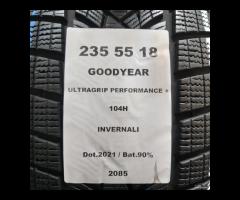 235 55 18
GOODYEAR
ULTRAGRIP PERFORMANCE +
104H
INVERNALI
Dot.2021 / Bat.90%
2085